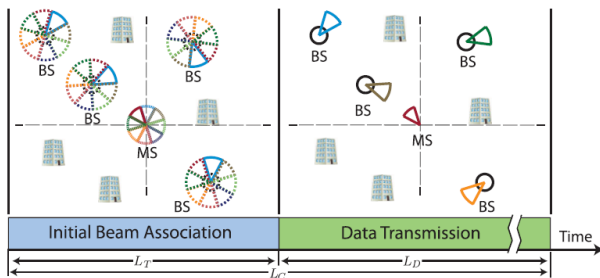 BS
BS
BS
MS
BS
BS
BS
BS
MS
BS
Initial Beam Association
Data Transmission
Time
L_T
L_D
L_C